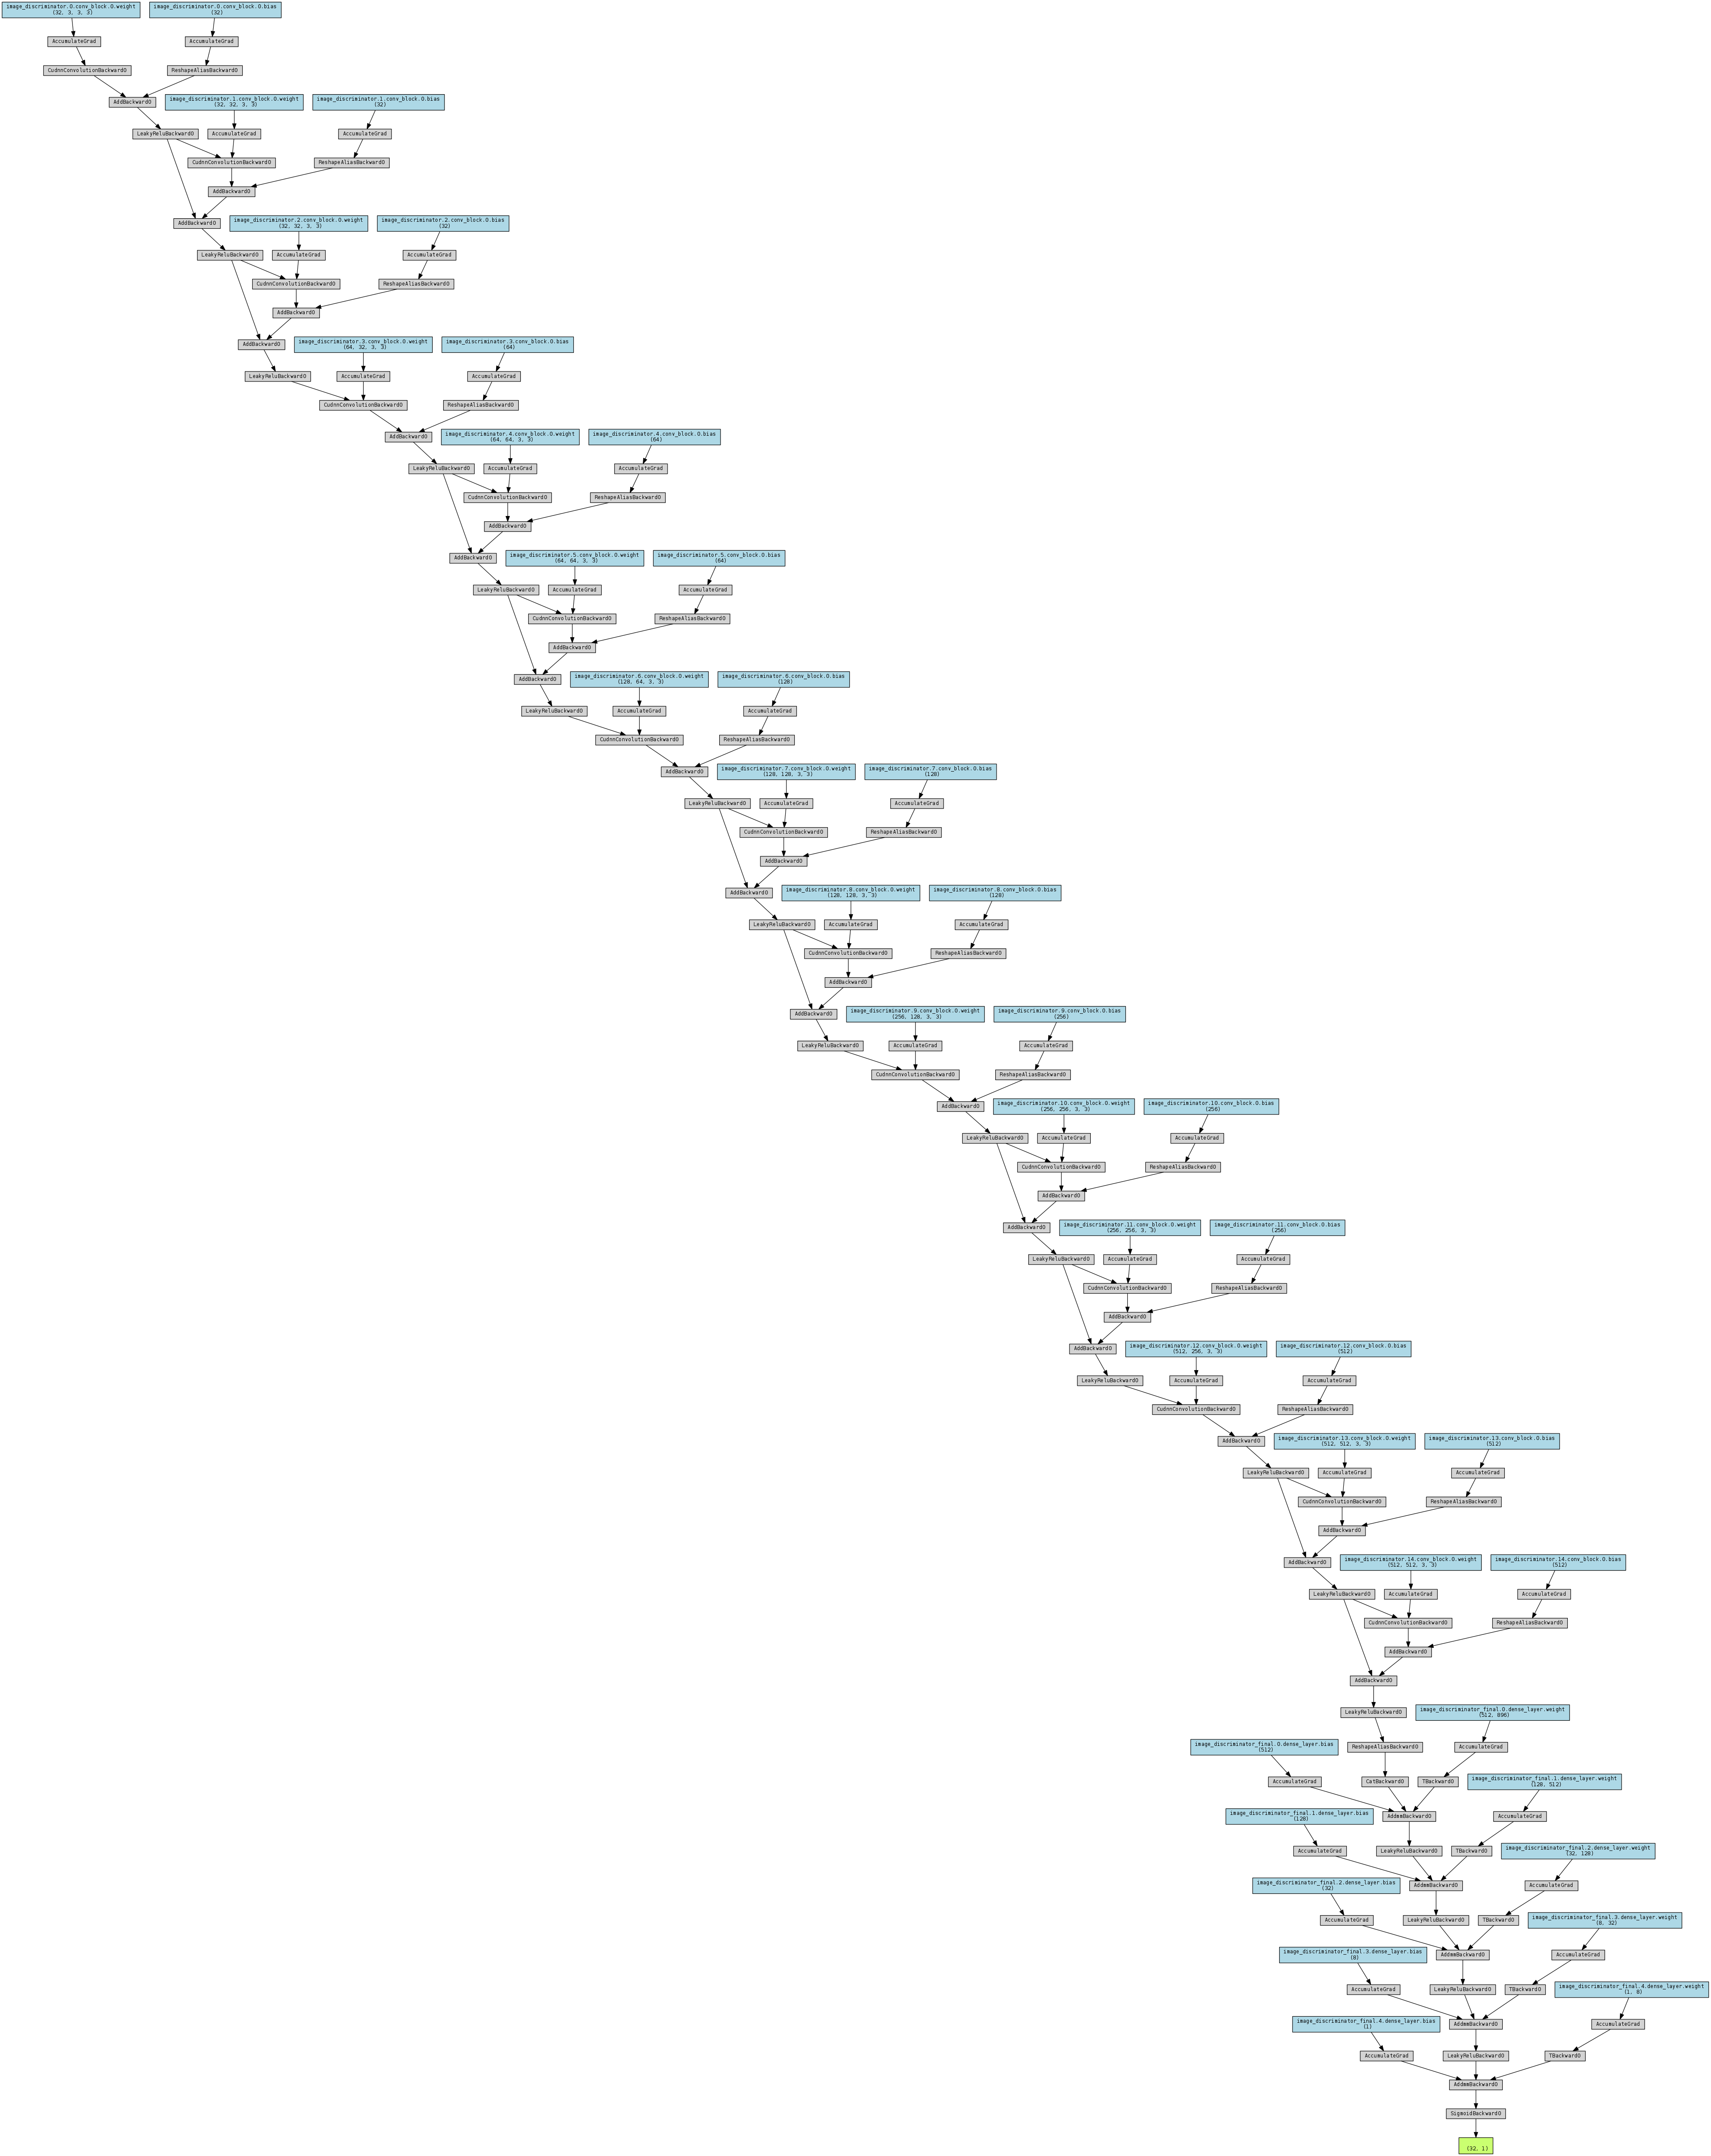 image_discriminator.0.conv_block.0.weight
(32, 3, 3, 3)
image_discriminator.0.conv_block.0.bias
(32)
AccumulateGrad
AccumulateGrad
CudnnConvolutionBackward0
ReshapeAliasBackward0
AddBackward0
image_discriminator.1.conv_block.0.weight
(32, 32, 3, 3)
image_discriminator.1.conv_block.0.bias
(32)
LeakyReluBackward0
AccumulateGrad
AccumulateGrad
CudnnConvolutionBackward0
ReshapeAliasBackward0
AddBackward0
AddBackward0
image_discriminator.2.conv_block.0.weight
(32, 32, 3, 3)
image_discriminator.2.conv_block.0.bias
(32)
LeakyReluBackward0
AccumulateGrad
AccumulateGrad
CudnnConvolutionBackward0
ReshapeAliasBackward0
AddBackward0
AddBackward0
image_discriminator.3.conv_block.0.weight
(64, 32, 3, 3)
image_discriminator.3.conv_block.0.bias
(64)
LeakyReluBackward0
AccumulateGrad
AccumulateGrad
CudnnConvolutionBackward0
ReshapeAliasBackward0
AddBackward0
image_discriminator.4.conv_block.0.weight
(64, 64, 3, 3)
image_discriminator.4.conv_block.0.bias
(64)
LeakyReluBackward0
AccumulateGrad
AccumulateGrad
CudnnConvolutionBackward0
ReshapeAliasBackward0
AddBackward0
AddBackward0
image_discriminator.5.conv_block.0.weight
(64, 64, 3, 3)
image_discriminator.5.conv_block.0.bias
(64)
LeakyReluBackward0
AccumulateGrad
AccumulateGrad
CudnnConvolutionBackward0
ReshapeAliasBackward0
AddBackward0
AddBackward0
image_discriminator.6.conv_block.0.weight
(128, 64, 3, 3)
image_discriminator.6.conv_block.0.bias
(128)
LeakyReluBackward0
AccumulateGrad
AccumulateGrad
CudnnConvolutionBackward0
ReshapeAliasBackward0
AddBackward0
image_discriminator.7.conv_block.0.weight
(128, 128, 3, 3)
image_discriminator.7.conv_block.0.bias
(128)
LeakyReluBackward0
AccumulateGrad
AccumulateGrad
CudnnConvolutionBackward0
ReshapeAliasBackward0
AddBackward0
AddBackward0
image_discriminator.8.conv_block.0.weight
(128, 128, 3, 3)
image_discriminator.8.conv_block.0.bias
(128)
LeakyReluBackward0
AccumulateGrad
AccumulateGrad
CudnnConvolutionBackward0
ReshapeAliasBackward0
AddBackward0
AddBackward0
image_discriminator.9.conv_block.0.weight
(256, 128, 3, 3)
image_discriminator.9.conv_block.0.bias
(256)
LeakyReluBackward0
AccumulateGrad
AccumulateGrad
CudnnConvolutionBackward0
ReshapeAliasBackward0
AddBackward0
image_discriminator.10.conv_block.0.weight
(256, 256, 3, 3)
image_discriminator.10.conv_block.0.bias
(256)
LeakyReluBackward0
AccumulateGrad
AccumulateGrad
CudnnConvolutionBackward0
ReshapeAliasBackward0
AddBackward0
AddBackward0
image_discriminator.11.conv_block.0.weight
(256, 256, 3, 3)
image_discriminator.11.conv_block.0.bias
(256)
LeakyReluBackward0
AccumulateGrad
AccumulateGrad
CudnnConvolutionBackward0
ReshapeAliasBackward0
AddBackward0
AddBackward0
image_discriminator.12.conv_block.0.weight
(512, 256, 3, 3)
image_discriminator.12.conv_block.0.bias
(512)
LeakyReluBackward0
AccumulateGrad
AccumulateGrad
CudnnConvolutionBackward0
ReshapeAliasBackward0
AddBackward0
image_discriminator.13.conv_block.0.weight
(512, 512, 3, 3)
image_discriminator.13.conv_block.0.bias
(512)
LeakyReluBackward0
AccumulateGrad
AccumulateGrad
CudnnConvolutionBackward0
ReshapeAliasBackward0
AddBackward0
AddBackward0
image_discriminator.14.conv_block.0.weight
(512, 512, 3, 3)
image_discriminator.14.conv_block.0.bias
(512)
LeakyReluBackward0
AccumulateGrad
AccumulateGrad
CudnnConvolutionBackward0
ReshapeAliasBackward0
AddBackward0
AddBackward0
LeakyReluBackward0
image_discriminator_final.0.dense_layer.weight
(512, 896)
image_discriminator_final.0.dense_layer.bias
(512)
ReshapeAliasBackward0
AccumulateGrad
AccumulateGrad
CatBackward0
TBackward0
image_discriminator_final.1.dense_layer.weight
(128, 512)
image_discriminator_final.1.dense_layer.bias
(128)
AddmmBackward0
AccumulateGrad
AccumulateGrad
LeakyReluBackward0
TBackward0
image_discriminator_final.2.dense_layer.weight
(32, 128)
image_discriminator_final.2.dense_layer.bias
(32)
AddmmBackward0
AccumulateGrad
AccumulateGrad
LeakyReluBackward0
TBackward0
image_discriminator_final.3.dense_layer.weight
(8, 32)
image_discriminator_final.3.dense_layer.bias
(8)
AddmmBackward0
AccumulateGrad
AccumulateGrad
LeakyReluBackward0
TBackward0
image_discriminator_final.4.dense_layer.weight
(1, 8)
image_discriminator_final.4.dense_layer.bias
(1)
AddmmBackward0
AccumulateGrad
AccumulateGrad
LeakyReluBackward0
TBackward0
AddmmBackward0
SigmoidBackward0
(32, 1)